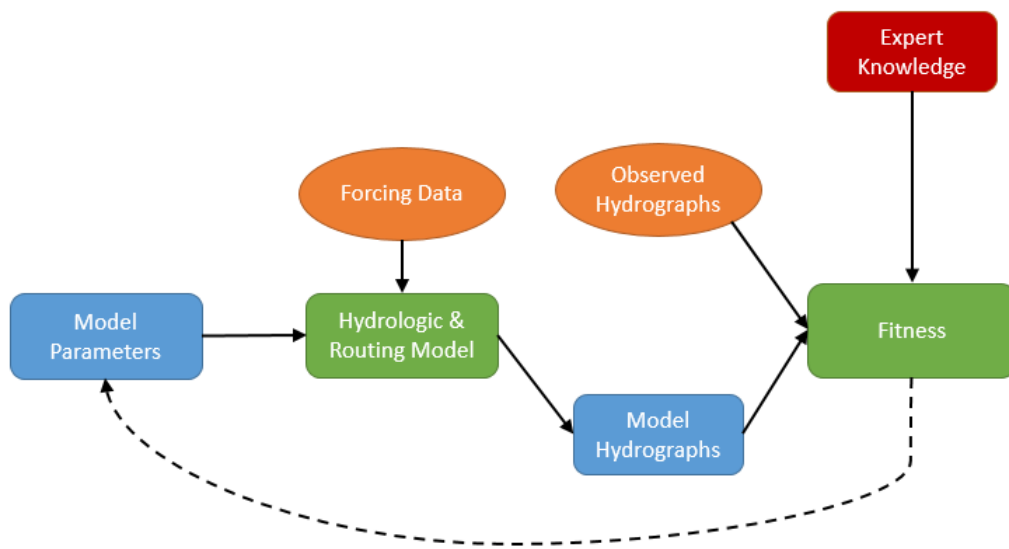 Expert
Knowledge
Forcing Data
Observed
Hydrographs
Model
Parameters
Hydrologic &
Routing Model
Fitness
Model
Hydrographs